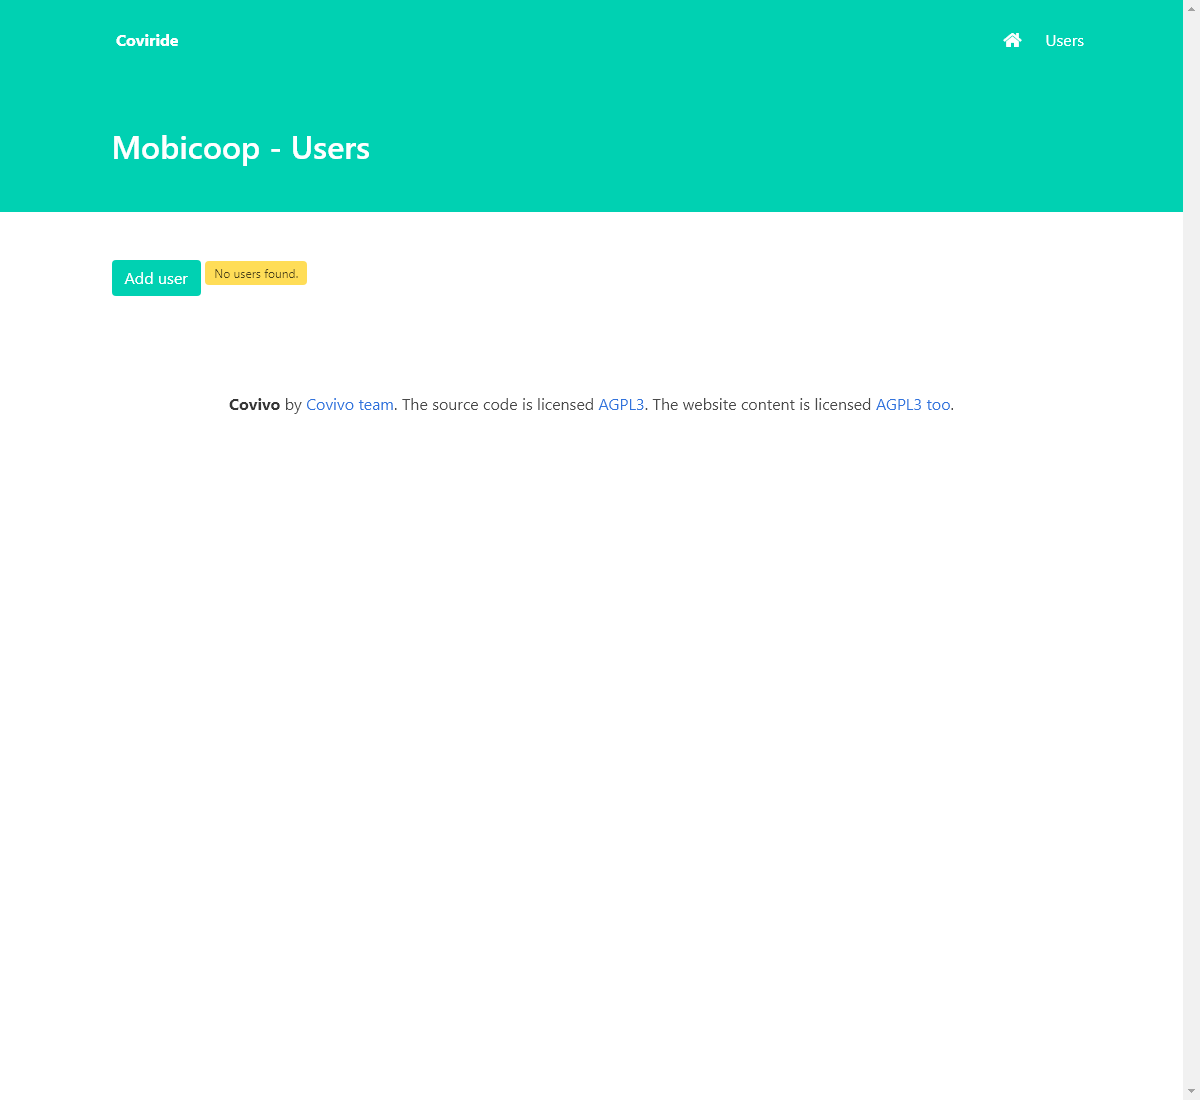 Coviride
Users
Mobicoop - Users
Add user
No users found.
Covivo by Covivo team. The source code is licensed AGPL3. The website content is licensed AGPL3 too.